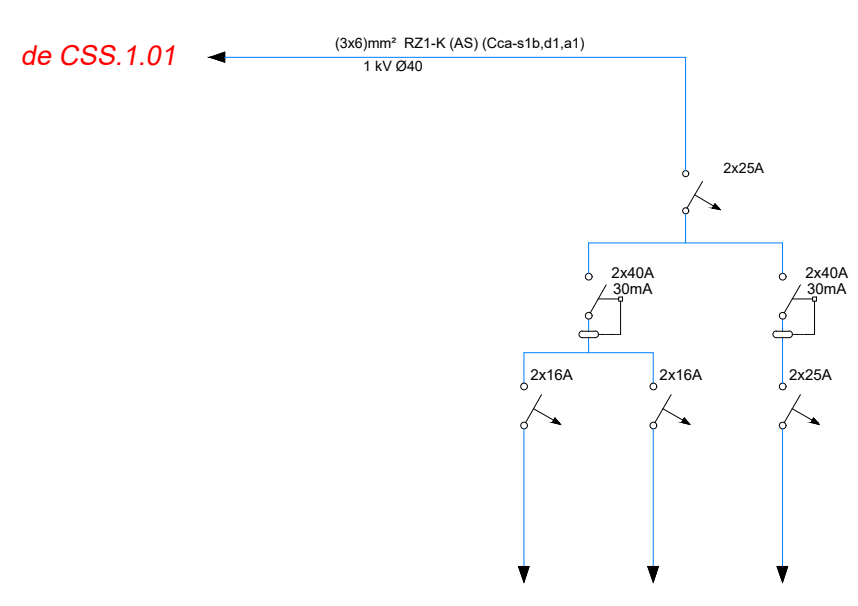 de CSS.1.01
(3x6)mm² RZ1-K (AS) (Cca-s1b,d1,a1)
1 kV Ø40
2x25A
2x40A
30mA
2x40A
30mA
2x16A
2x16A
2x25A